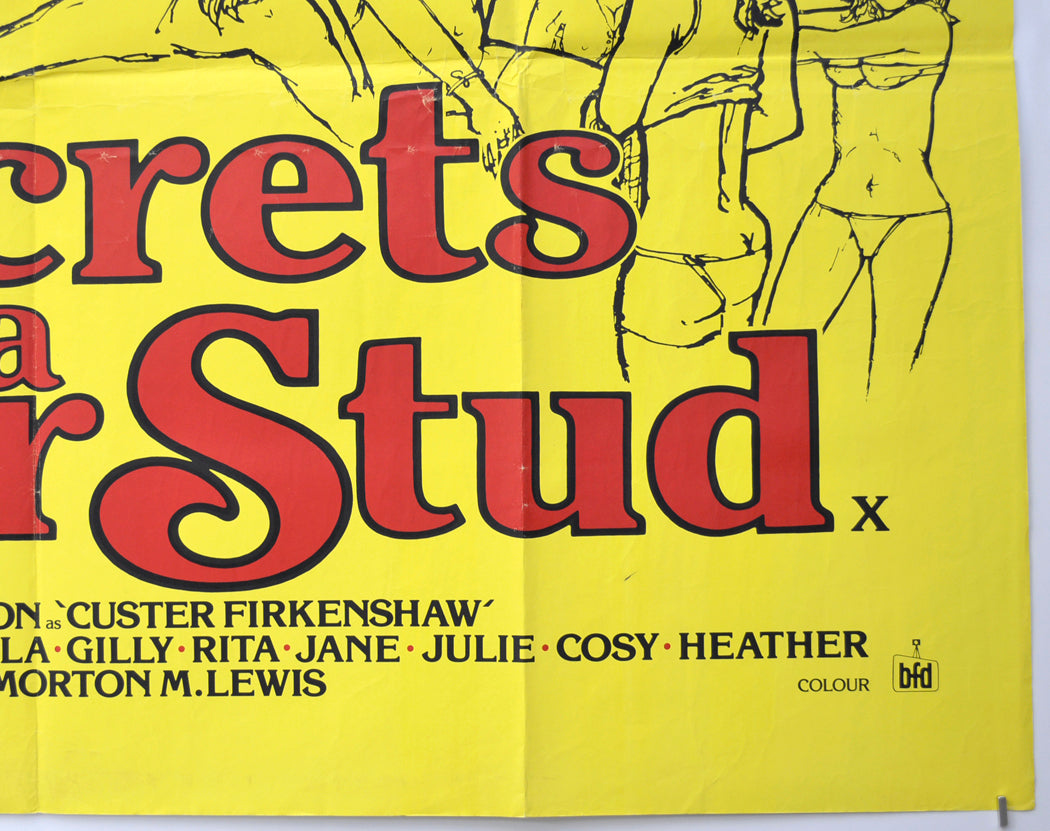 crets
a
r Stud x
ON as `CUSTER FIRKENSHAW´
LA·GILLY·RITA·JANE·JULIE·COSY·HEATHER
MORTON M.LEWIS
COLOUR bfd